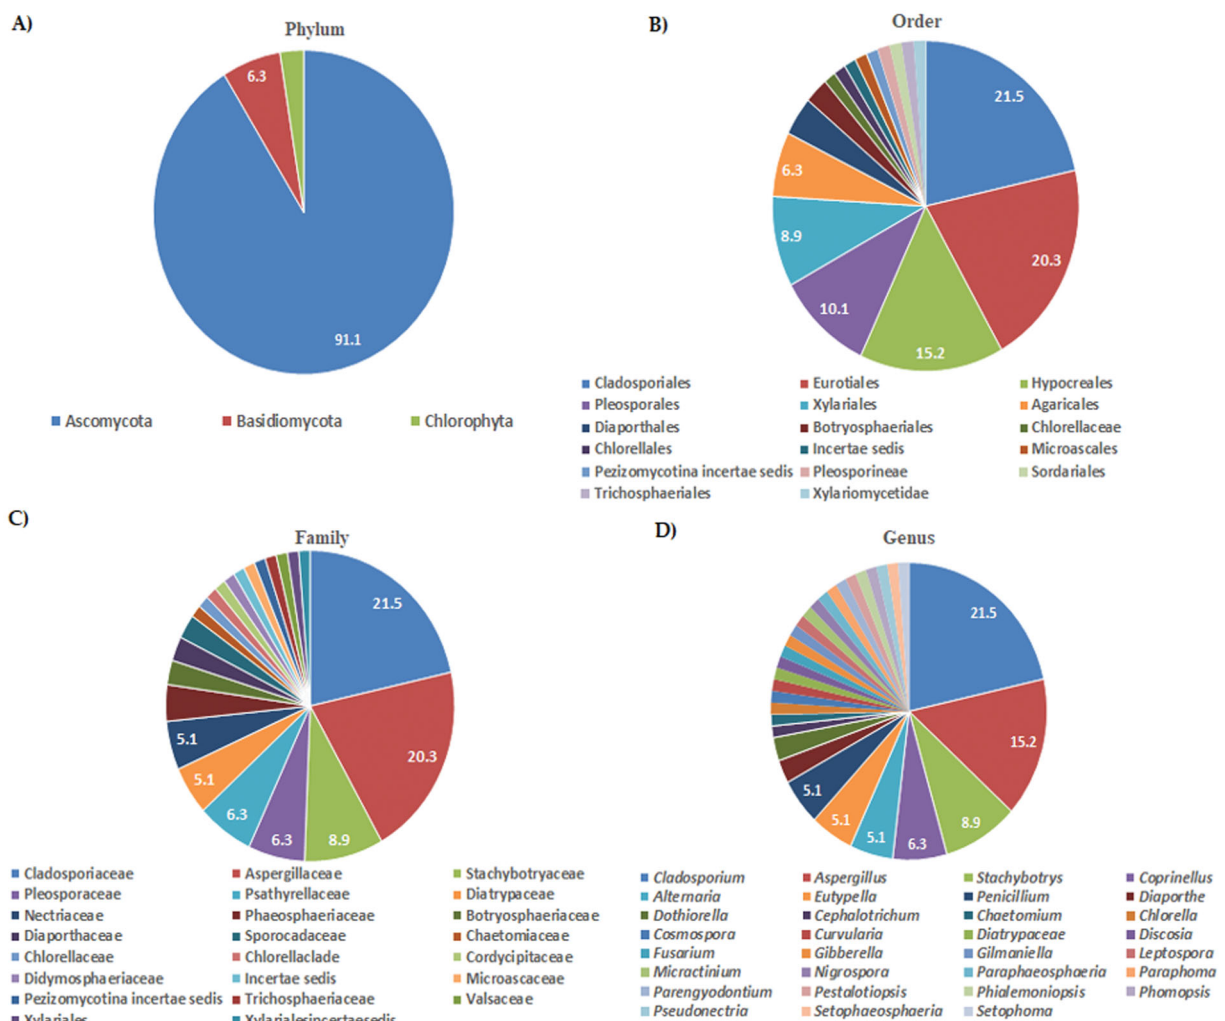 A)
Phylum
6.3
91.1
Ascomycota Basidiomycota Chlorophyta
B)
Order
21.5
20.3
15.2
10.1
8.9
6.3
Cladosporiales Eurotiales Hypocreales
Pleosporales Xylariales Agaricales
Diaporthales Botryosphaeriales Chlorellaceae
Chlorellales Incertae sedis Microascales
Pezizomycotina incertae sedis Pleosporineae Sordariales
Trichosphaeriales Xylariomycetidae
C)
Family
21.5
20.3
8.9
6.3
6.3
5.1
5.1
Cladosporiaceae Aspergillaceae Stachybotryaceae
Pleosporaceae Psathyrellaceae Diatrypaceae
Nectriaceae Phaeosphaeriaceae Botryosphaeriaceae
Diaporthaceae Sporocadaceae Chaetomiaceae
Chlorellaceae Chlorellaclade Cordycipitaceae
Didymosphaeriaceae Incertae sedis Microascaceae
Pezizomycotina incertae sedis Trichosphaeriaceae Valsaceae
Xylariales Xylarialesincertaesedis
D)
Genus
21.5
15.2
8.9
6.3
5.1
5.1
5.1
Cladosporium Aspergillus Stachybotrys Coprinellus
Alternaria Eutypella Penicillium Diaporthe
Dothiorella Cephalotrichum Chaetomium Chlorella
Cosmospora Curvularia Diatrypaceae Discosia
Fusarium Gibberella Gilmaniella Leptospora
Micractinium Nigrospora Paraphaeosphaeria Paraphoma
Parengyodontium Pestalotiopsis Phialemoniopsis Phomopsis
Pseudonectria Setophaeosphaeria Setophoma